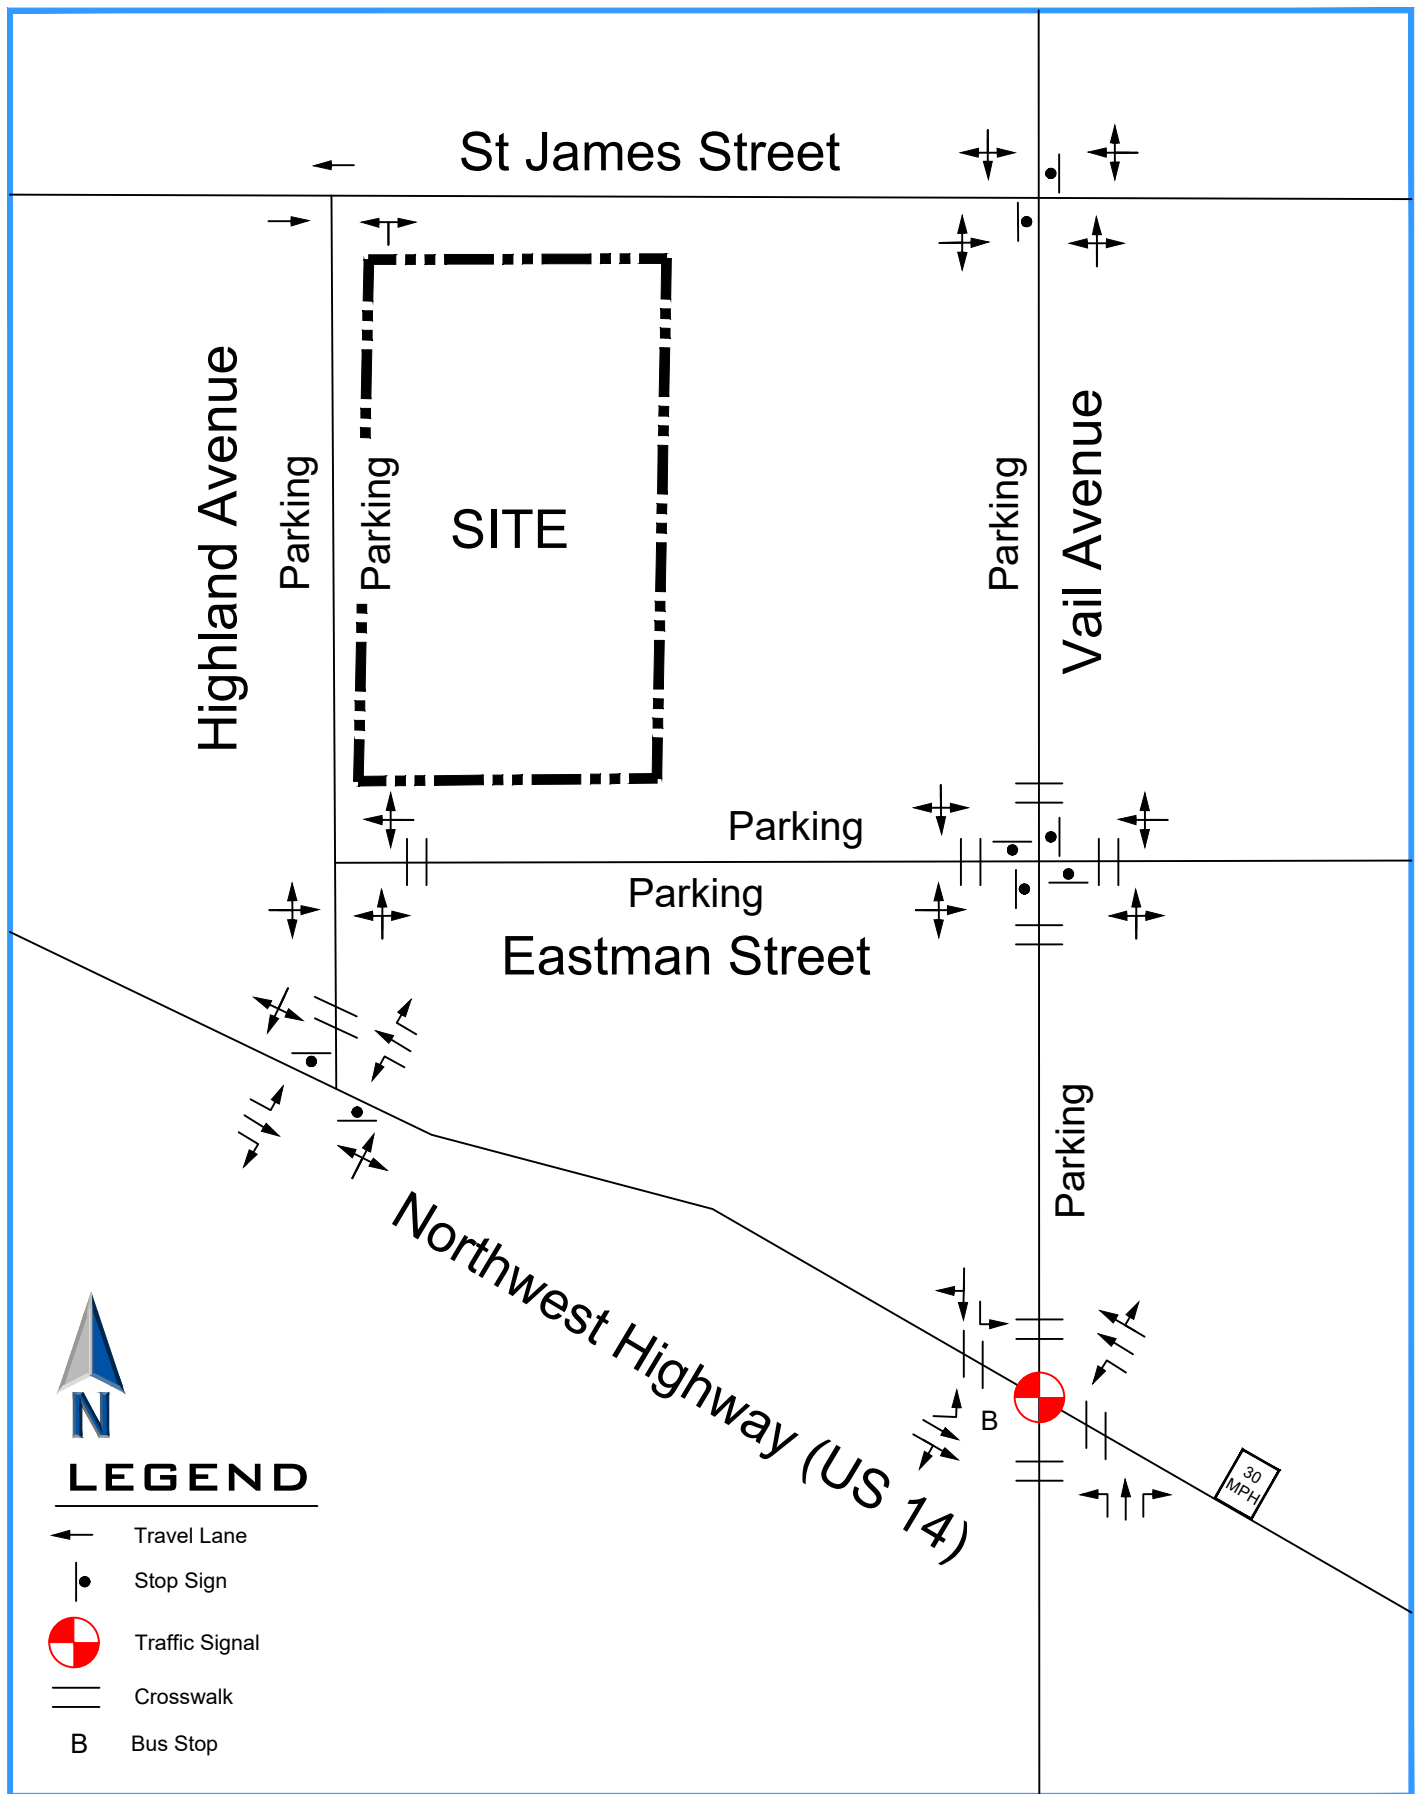 St James Street
Highland Avenue
Parking
Parking
SITE
Parking
Vail Avenue
Parking
Parking
Eastman Street
Parking
Northwest Highway (US 14)
B
30
MPH
N
LEGEND
Travel Lane
Stop Sign
Traffic Signal
Crosswalk
B Bus Stop